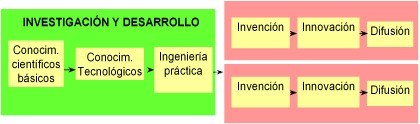 INVESTIGACIÓN Y DESARROLLO
Conocim.
científicos
básicos
Conocim.
Tecnológicos
Ingeniería
práctica
Invención
Innovación
Difusión
Invención
Innovación
Difusión